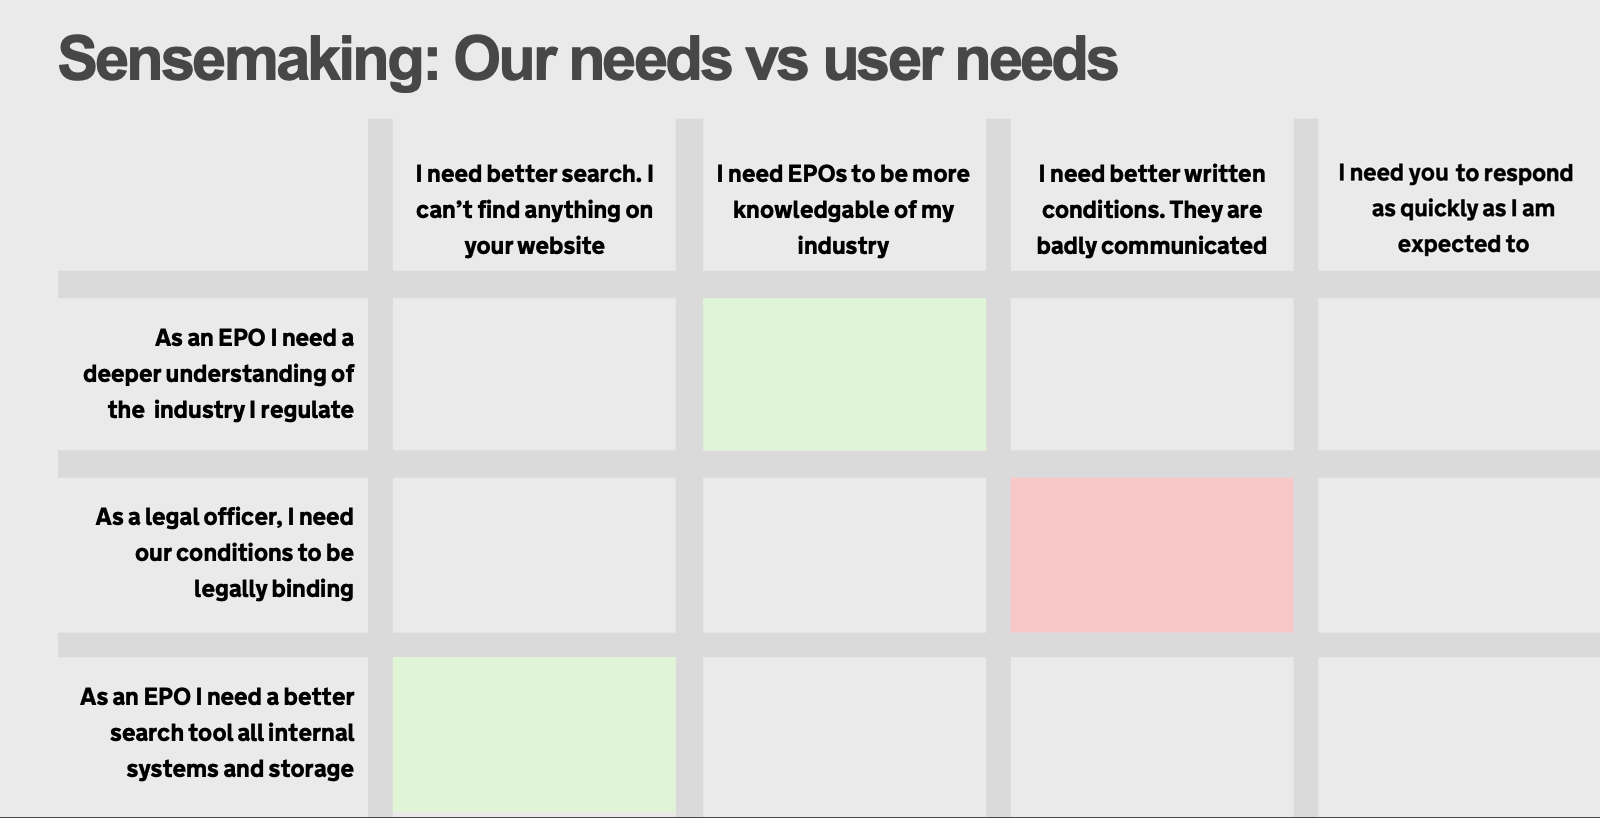 Sensemaking: Our needs vs user needs
I need better search. I
can’t find anything on
your website
I need EPOs to be more
knowledgable of my
industry
I need better written
conditions. They are
badly communicated
I need you to respond
as quickly as I am
expected to
As an EPO I need a
deeper understanding of
the  industry I regulate
As a legal officer, I need
our conditions to be
legally binding
As an EPO I need a better
search tool all internal
systems and storage